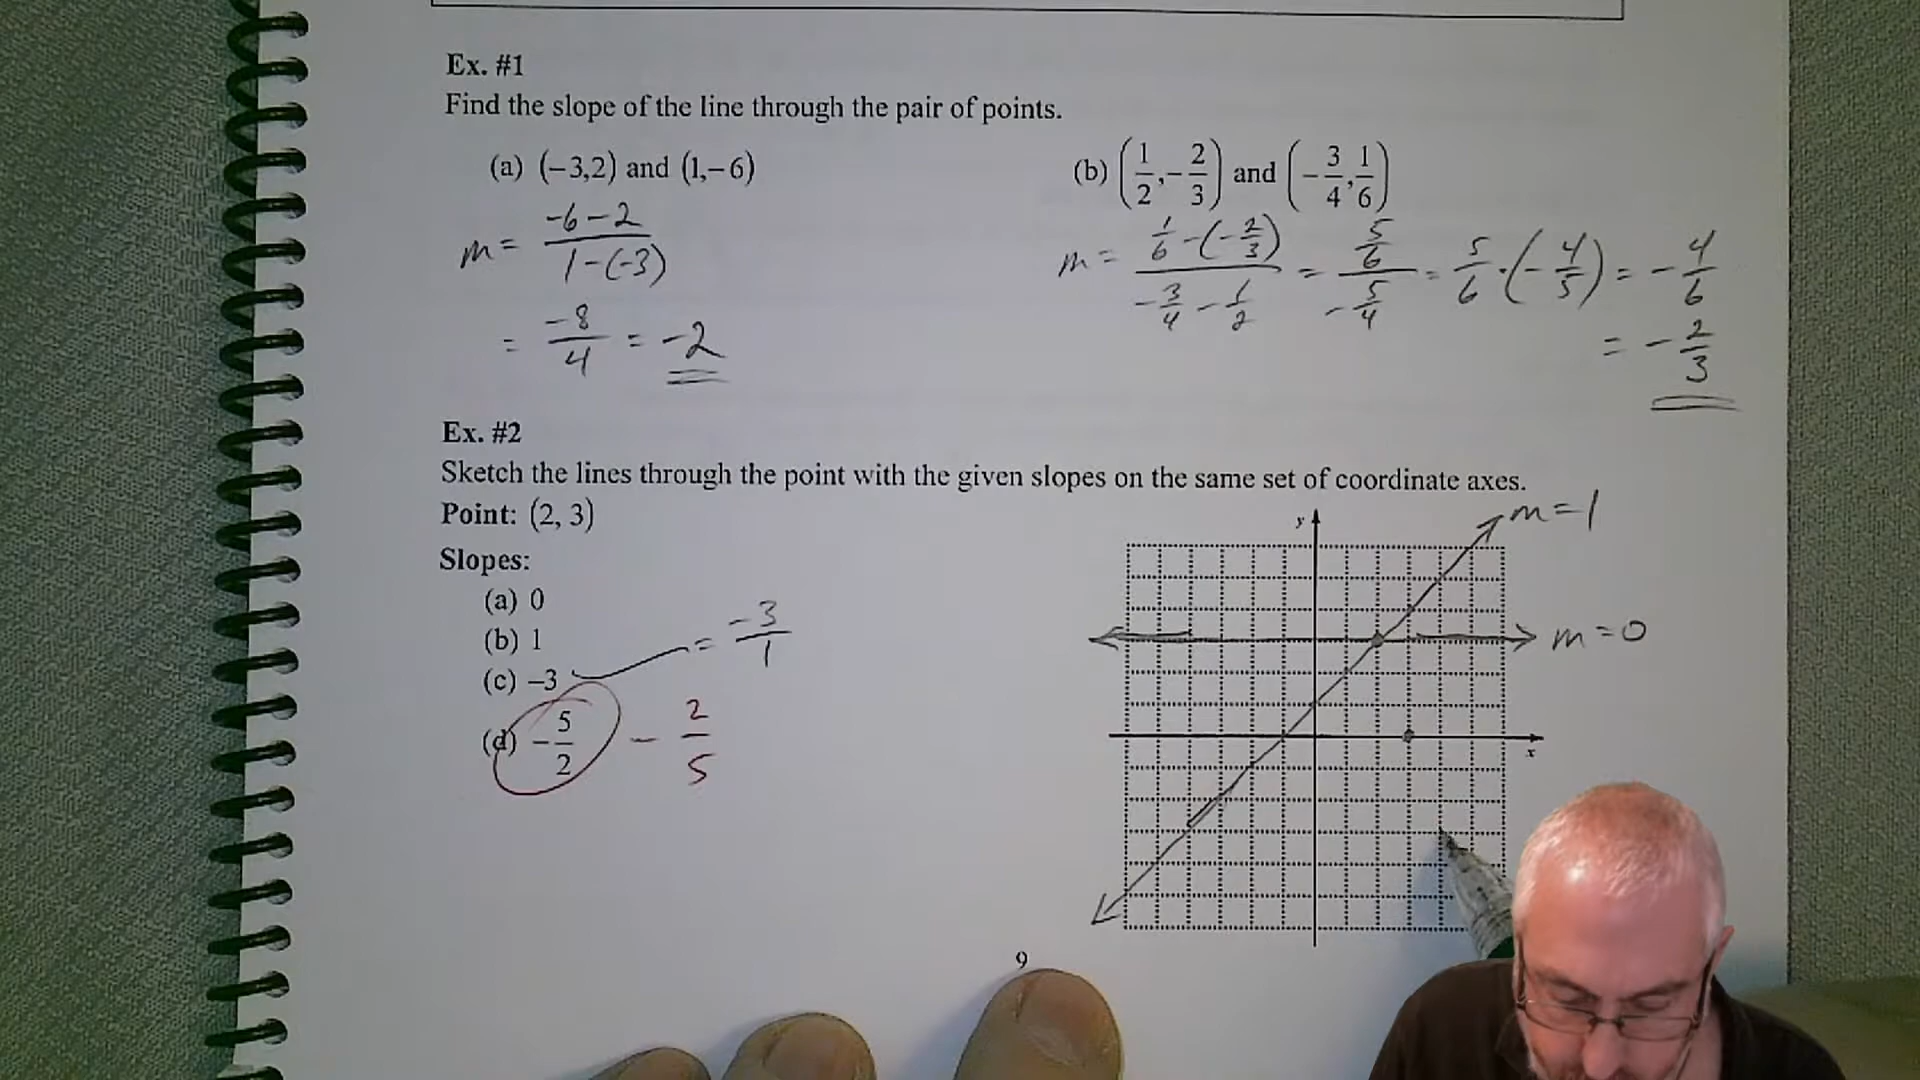 Ex. #1
Find the slope of the line through the pair of points.
(a) (−3,2) and (1,−6)
m = (-6-2)/(1-(-3))
= -8/4 = -2
(b) (1/2, −2/3) and (−3/4, 1/6)
m = (1/6-(-2/3))/(-3/4 - 1/2) = (5/6)/(-5/4) = 5/6 · (-4/5) = -4/6
= -2/3
Ex. #2
Sketch the lines through the point with the given slopes on the same set of coordinate axes.
Point: (2, 3)
Slopes:
(a) 0
(b) 1
(c) −3 = -3/1
(d) −5/2 - 2/5
y
m=1
m=0
x
9